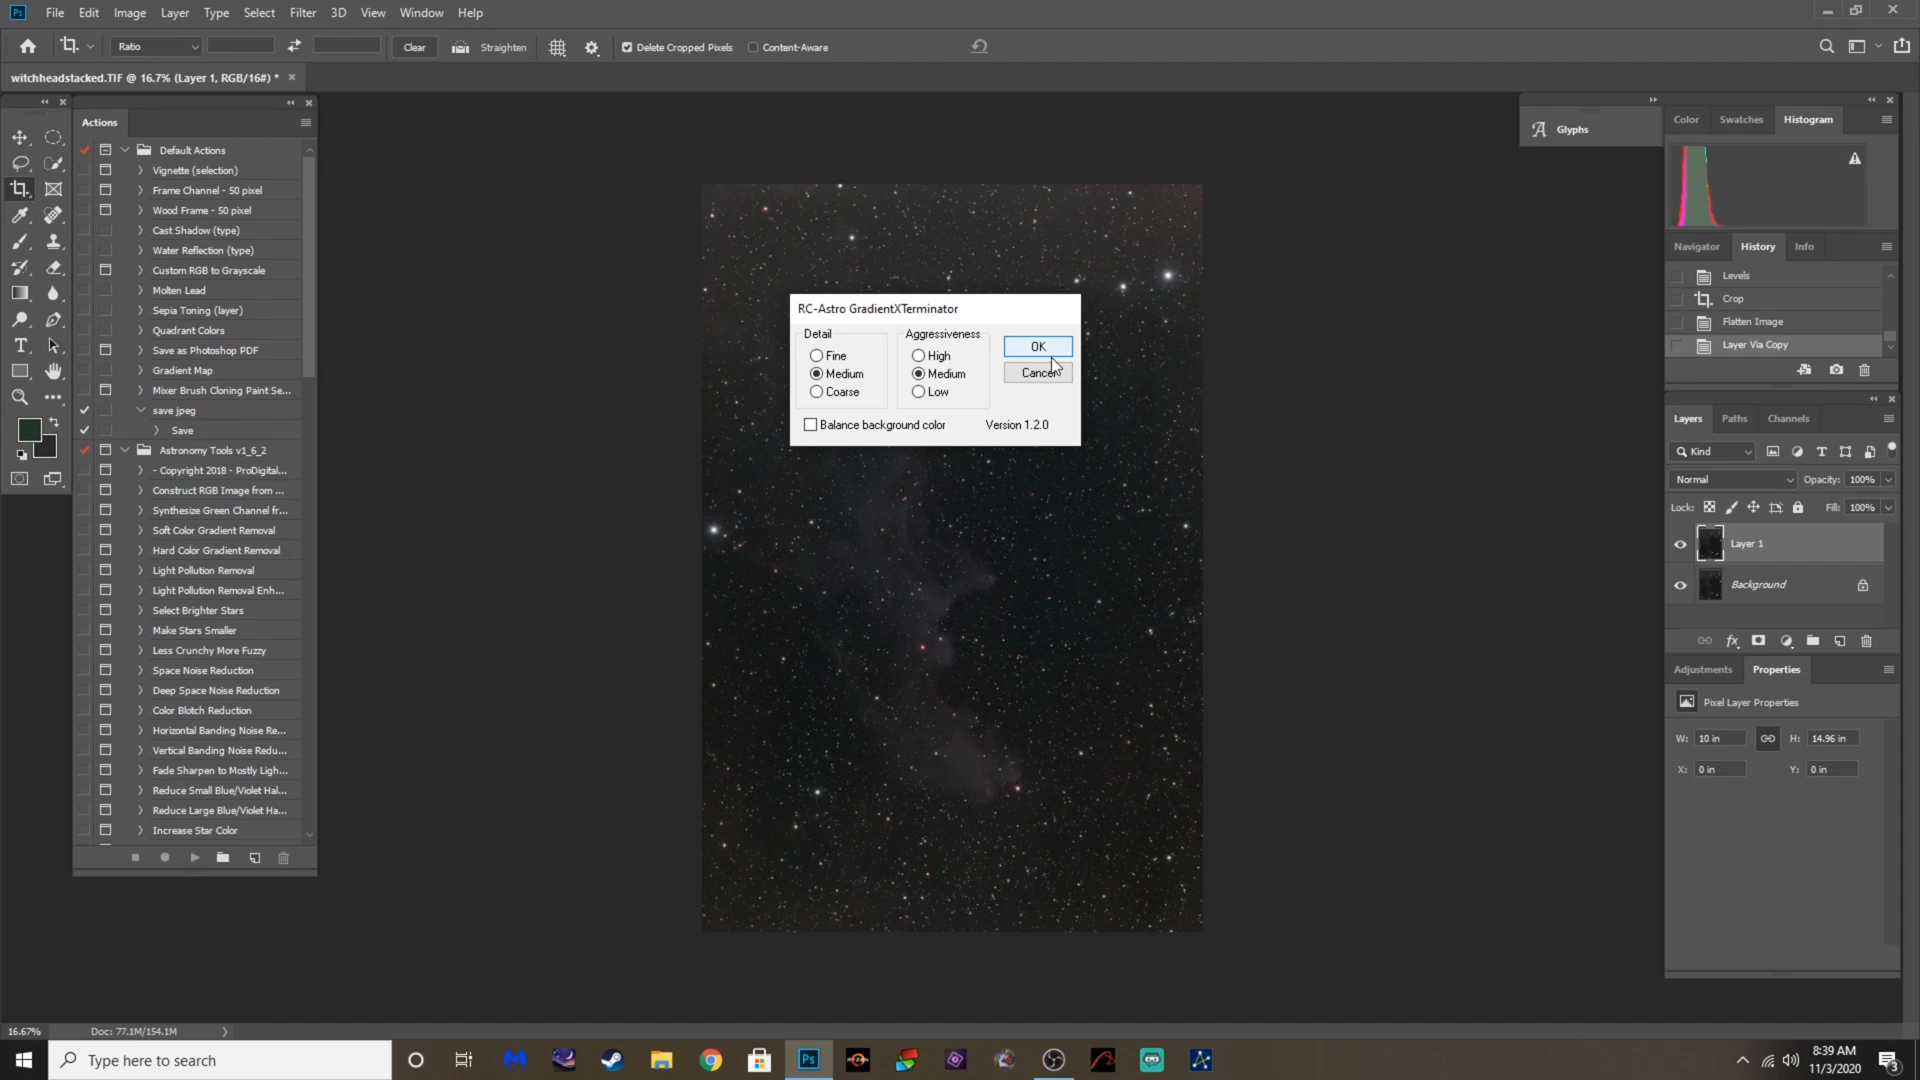 Ps File Edit Image Layer Type Select Filter 3D View Window Help
Ratio Clear Straighten Delete Cropped Pixels Content-Aware
witchheadstacked.TIF @ 16.7% (Layer 1, RGB/16#) *
Actions
Default Actions
Vignette (selection)
Frame Channel - 50 pixel
Wood Frame - 50 pixel
Cast Shadow (type)
Water Reflection (type)
Custom RGB to Grayscale
Molten Lead
Sepia Toning (layer)
Quadrant Colors
Save as Photoshop PDF
Gradient Map
Mixer Brush Cloning Paint Se...
save jpeg
Save
Astronomy Tools v1_6_2
- Copyright 2018 - ProDigital...
Construct RGB Image from ...
Synthesize Green Channel fr...
Soft Color Gradient Removal
Hard Color Gradient Removal
Light Pollution Removal
Light Pollution Removal Enh...
Select Brighter Stars
Make Stars Smaller
Less Crunchy More Fuzzy
Space Noise Reduction
Deep Space Noise Reduction
Color Blotch Reduction
Horizontal Banding Noise Re...
Vertical Banding Noise Redu...
Fade Sharpen to Mostly Ligh...
Reduce Small Blue/Violet Hal...
Reduce Large Blue/Violet Ha...
Increase Star Color
RC-Astro GradientXTerminator
Detail Aggressiveness
Fine High OK
Medium Medium Cancel
Coarse Low
Balance background color Version 1.2.0
Glyphs
Color Swatches Histogram
Navigator History Info
Levels
Crop
Flatten Image
Layer Via Copy
Layers Paths Channels
Kind
Normal Opacity: 100%
Lock: Fill: 100%
Layer 1
Background
Adjustments Properties
Pixel Layer Properties
W: 10 in H: 14.96 in
X: 0 in Y: 0 in
16.67% Doc: 77.1M/154.1M
Type here to search
Ps
RYZEN
8:39 AM
11/3/2020
3